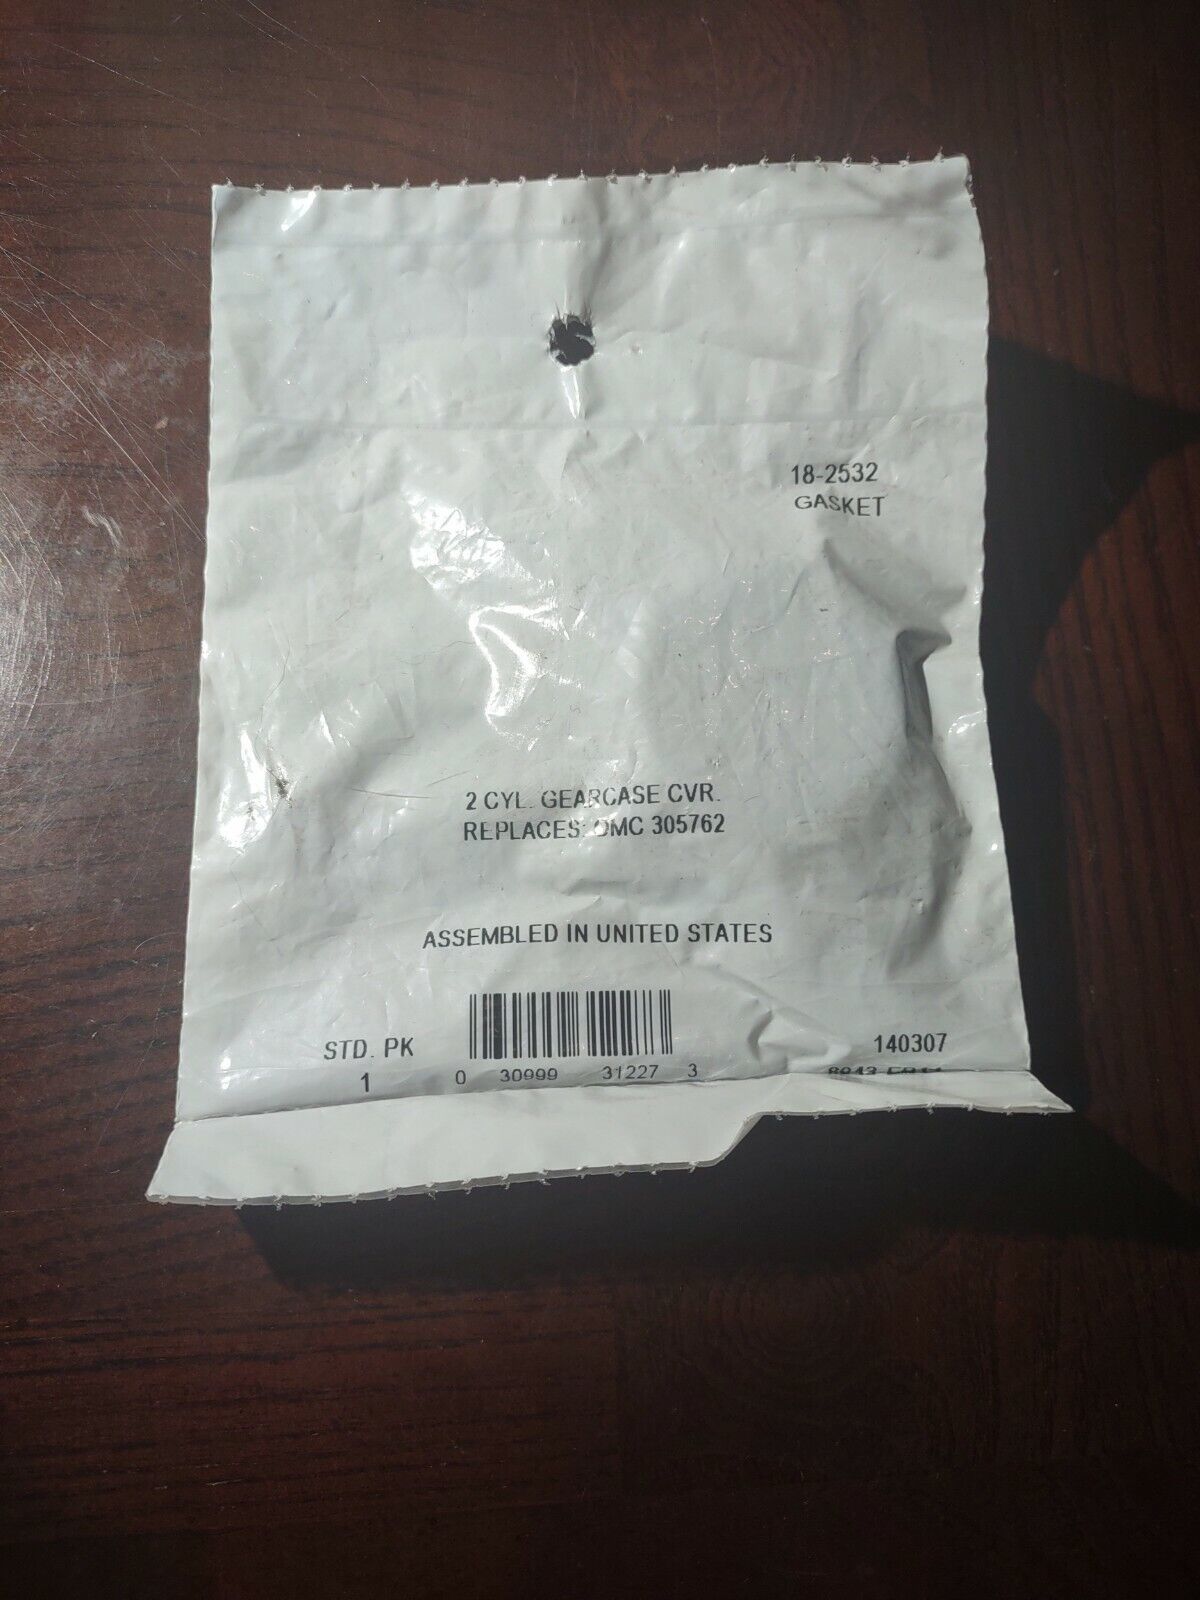 18-2532
GASKET
2 CYL. GEARCASE CVR.
REPLACES: OMC 305762
ASSEMBLED IN UNITED STATES
STD. PK
1
0 30999 31227 3
140307